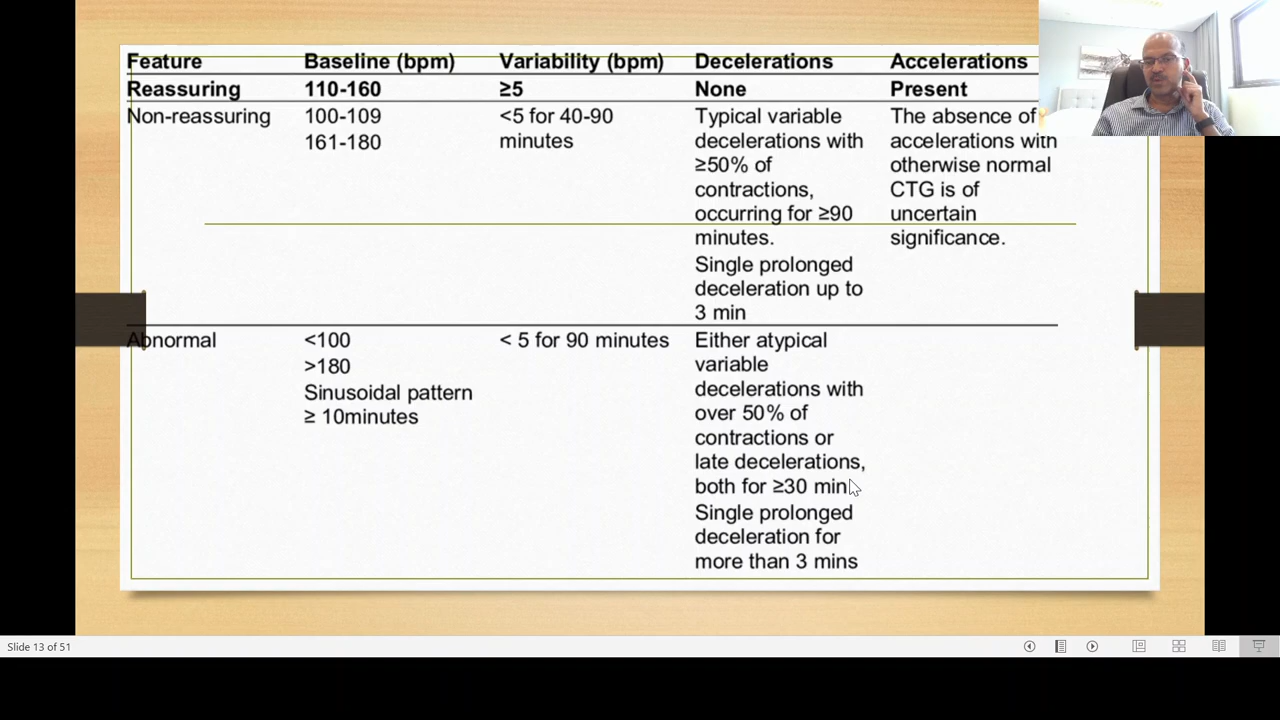 Feature Baseline (bpm) Variability (bpm) Decelerations Accelerations
Reassuring 110-160 ≥5 None Present
Non-reassuring 100-109 <5 for 40-90 Typical variable The absence of
161-180 minutes decelerations with accelerations with
≥50% of otherwise normal
contractions, CTG is of
occurring for ≥90 uncertain
minutes. significance.
Single prolonged
deceleration up to
3 min
Abnormal <100 < 5 for 90 minutes Either atypical
>180 variable
Sinusoidal pattern decelerations with
≥ 10minutes over 50% of
contractions or
late decelerations,
both for ≥30 min
Single prolonged
deceleration for
more than 3 mins
Slide 13 of 51